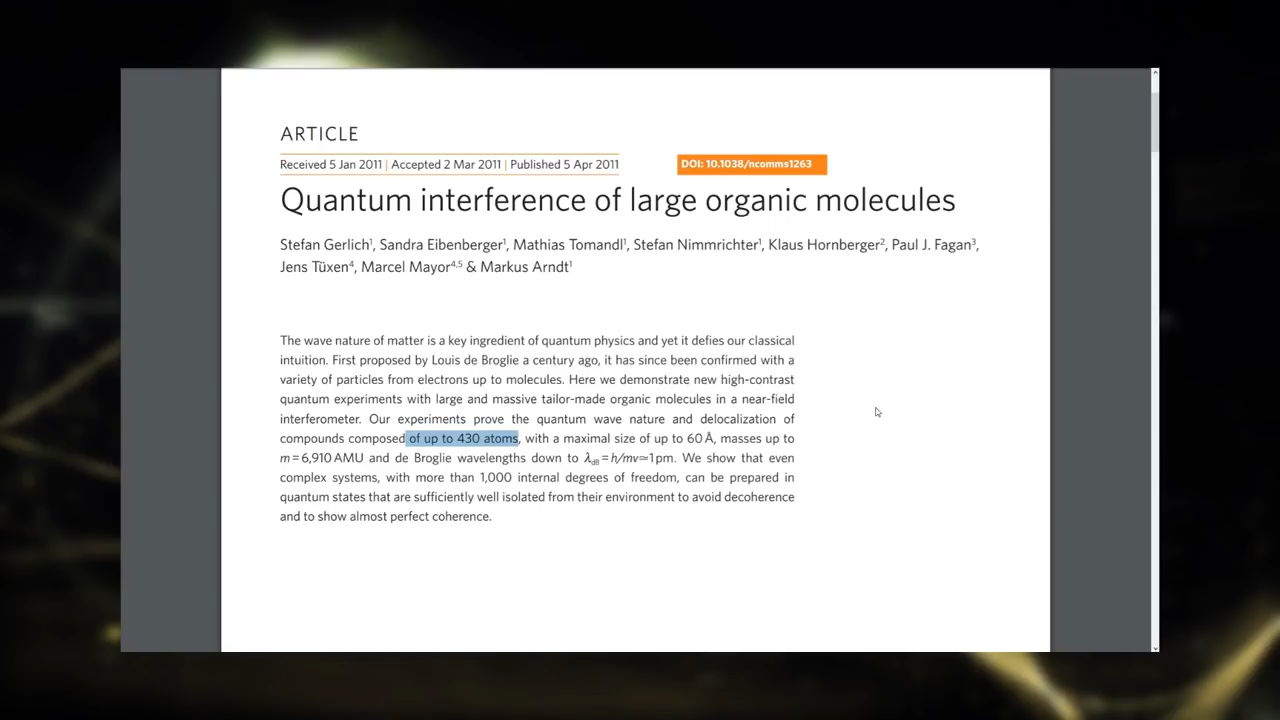 ARTICLE
Received 5 Jan 2011 | Accepted 2 Mar 2011 | Published 5 Apr 2011
DOI: 10.1038/ncomms1263
Quantum interference of large organic molecules
Stefan Gerlich¹, Sandra Eibenberger¹, Mathias Tomandl¹, Stefan Nimmrichter¹, Klaus Hornberger², Paul J. Fagan³,
Jens Tüxen⁴, Marcel Mayor⁴,⁵ & Markus Arndt¹
The wave nature of matter is a key ingredient of quantum physics and yet it defies our classical
intuition. First proposed by Louis de Broglie a century ago, it has since been confirmed with a
variety of particles from electrons up to molecules. Here we demonstrate new high-contrast
quantum experiments with large and massive tailor-made organic molecules in a near-field
interferometer. Our experiments prove the quantum wave nature and delocalization of
compounds composed of up to 430 atoms, with a maximal size of up to 60 Å, masses up to
m = 6,910 AMU and de Broglie wavelengths down to λdB = h/mv ≃ 1 pm. We show that even
complex systems, with more than 1,000 internal degrees of freedom, can be prepared in
quantum states that are sufficiently well isolated from their environment to avoid decoherence
and to show almost perfect coherence.